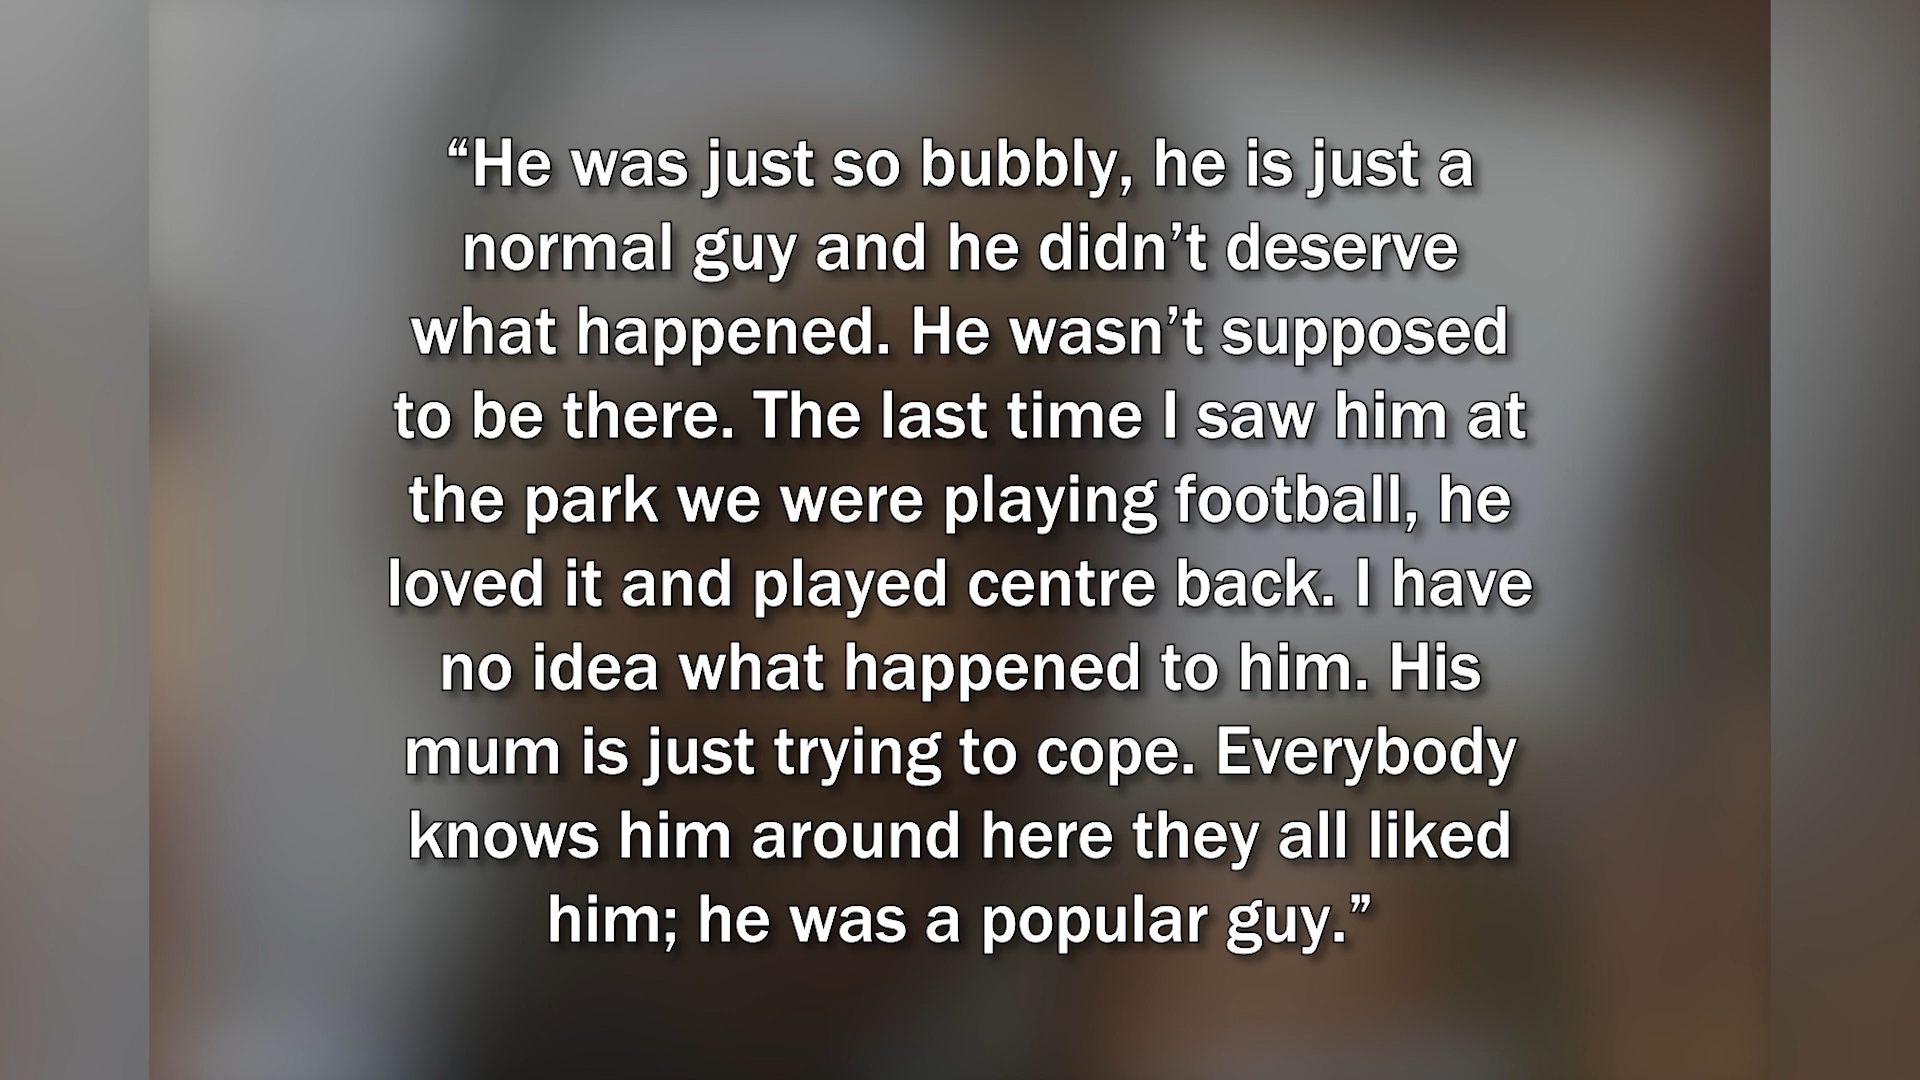 “He was just so bubbly, he is just a
normal guy and he didn’t deserve
what happened. He wasn’t supposed
to be there. The last time I saw him at
the park we were playing football, he
loved it and played centre back. I have
no idea what happened to him. His
mum is just trying to cope. Everybody
knows him around here they all liked
him; he was a popular guy.”